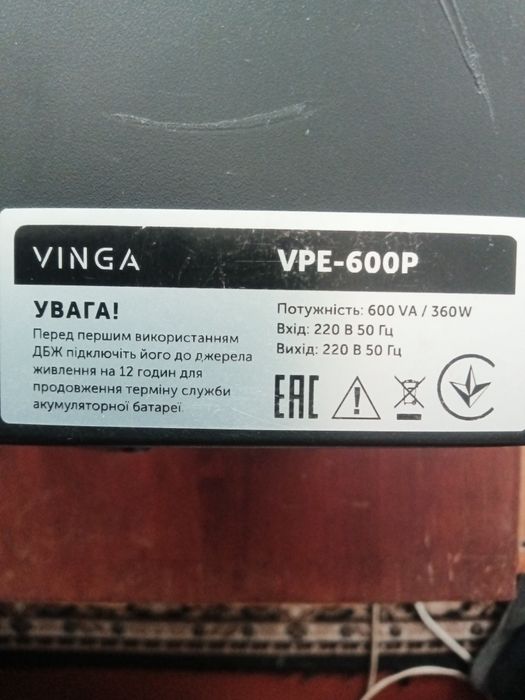 VINGA
VPE-600P
УВАГА!
Перед першим використанням
ДБЖ підключіть його до джерела
живлення на 12 годин для
продовження терміну служби
акумуляторної батареї
Потужність: 600 VA / 360W
Вхід: 220 В 50 Гц
Вихід: 220 В 50 Гц
EAC